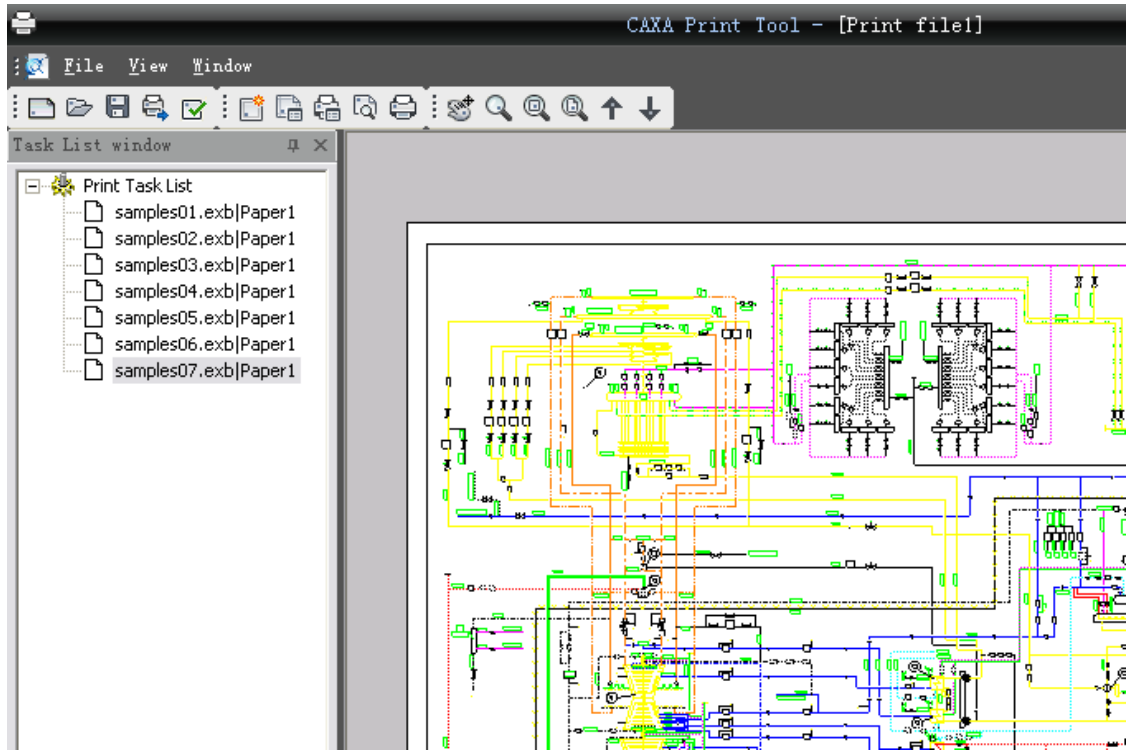 CAXA Print Tool - [Print file1]
File View Window
Task List window
Print Task List
samples01.exb|Paper1
samples02.exb|Paper1
samples03.exb|Paper1
samples04.exb|Paper1
samples05.exb|Paper1
samples06.exb|Paper1
samples07.exb|Paper1